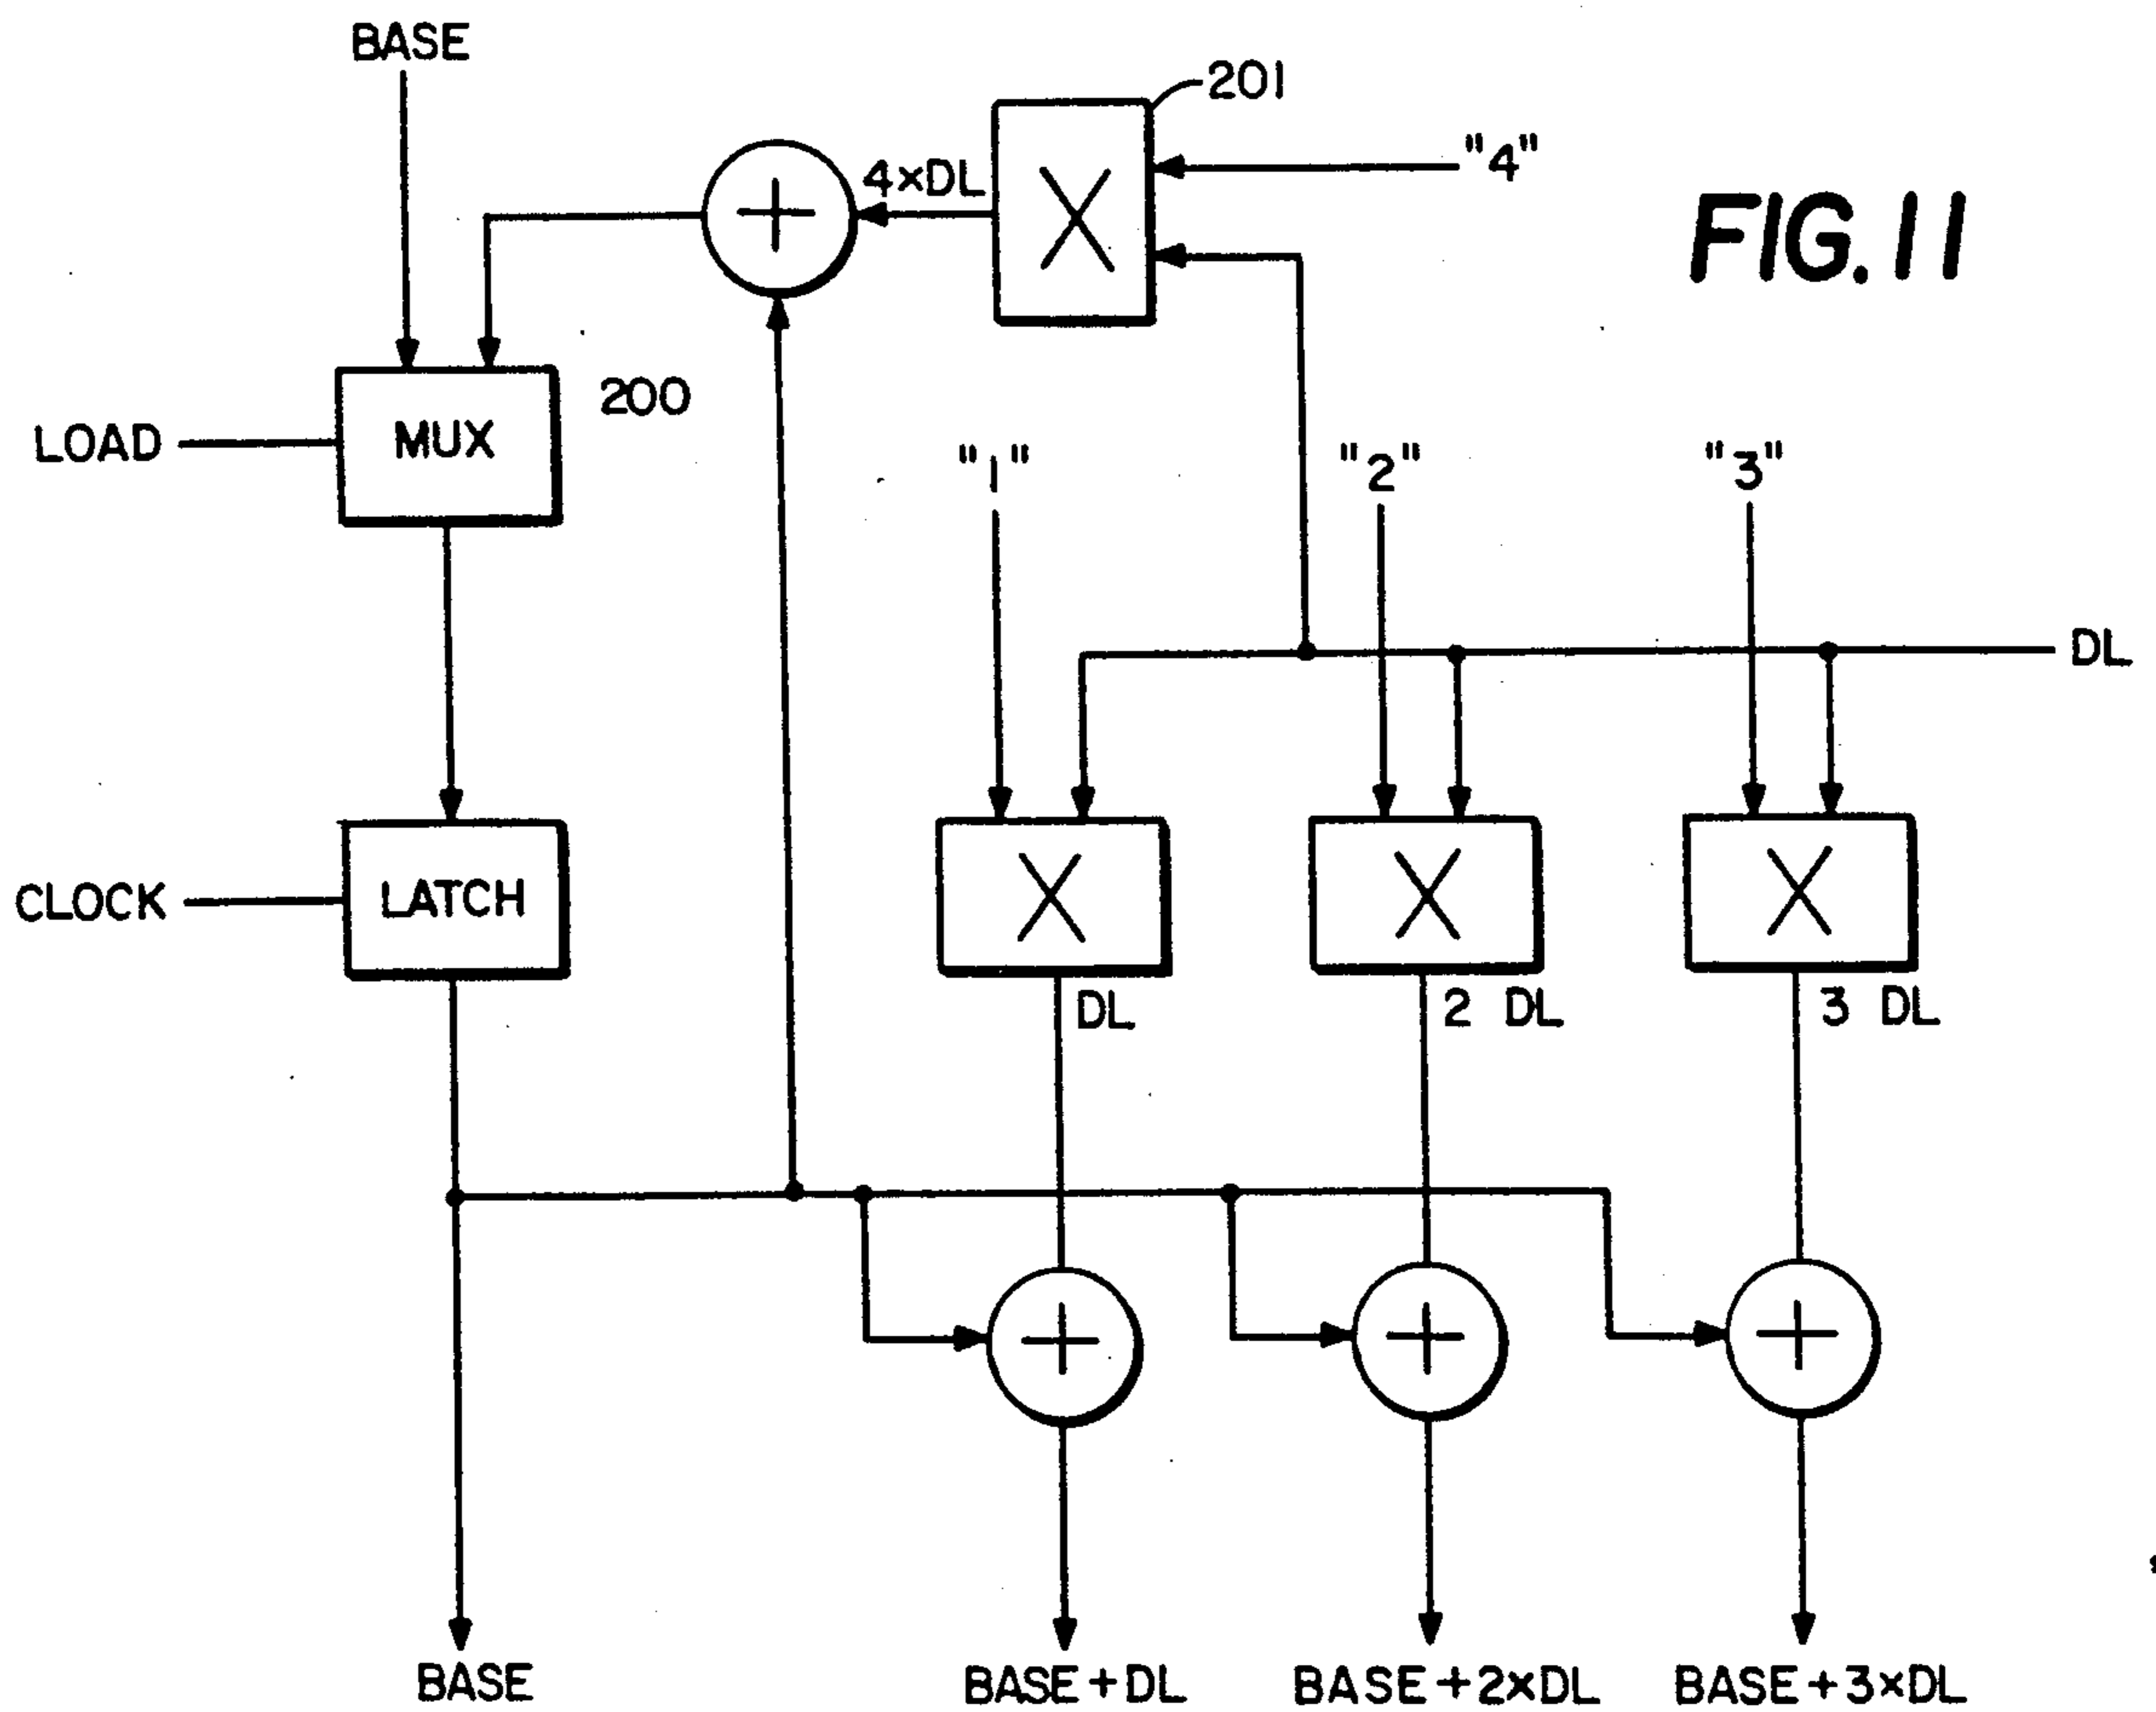 BASE
201
"4"
4×DL
+
X
FIG. 11
200
LOAD
MUX
"1"
"2"
"3"
DL
CLOCK
LATCH
X
X
X
DL
2 DL
3 DL
+
+
+
BASE
BASE+DL
BASE+2×DL
BASE+3×DL